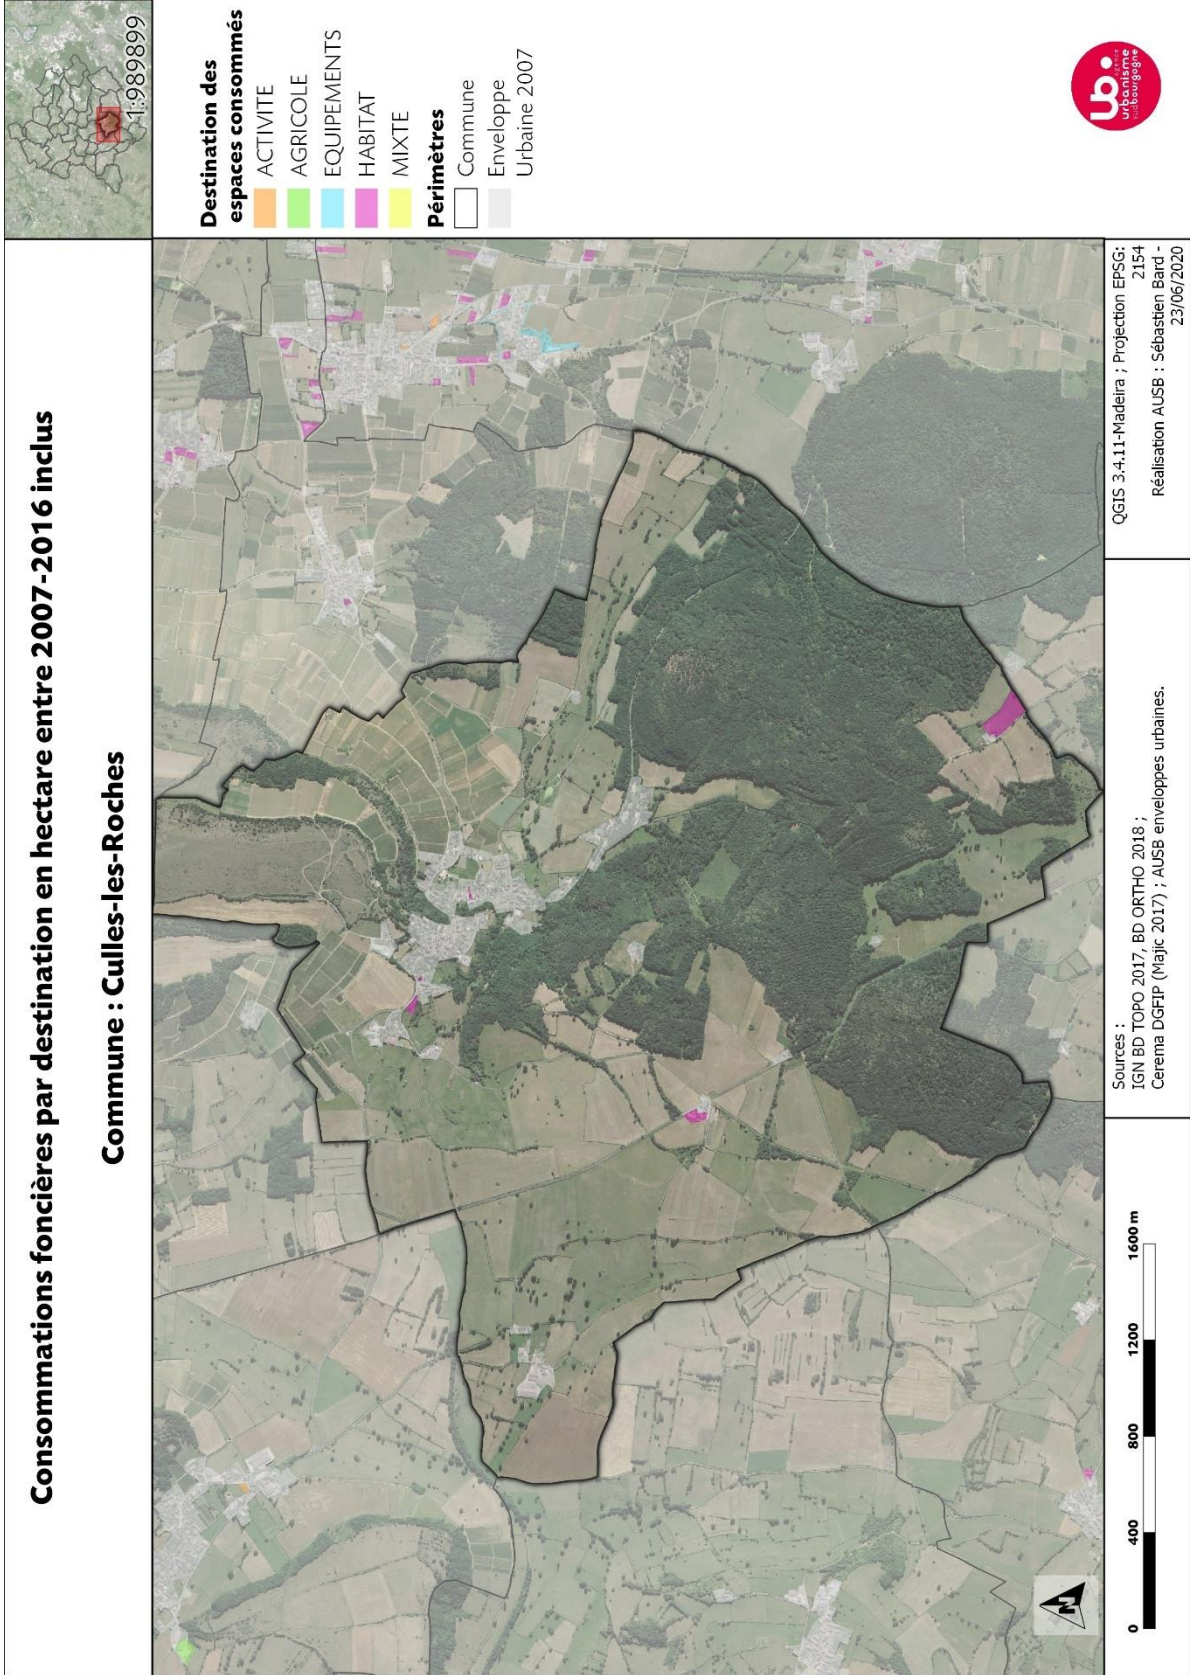 Consommations foncières par destination en hectare entre 2007-2016 inclus
Commune : Culles-les-Roches
1:989899
Destination des
espaces consommés
ACTIVITE
AGRICOLE
EQUIPEMENTS
HABITAT
MIXTE
Périmètres
Commune
Enveloppe
Urbaine 2007
N
0 400 800 1200 1600 m
Sources :
IGN BD TOPO 2017, BD ORTHO 2018 ;
Cerema DGFIP (Majic 2017) ; AUSB enveloppes urbaines.
QGIS 3.4.11-Madeira ; Projection EPSG:
2154
Réalisation AUSB : Sébastien Bard -
23/06/2020
ub.
agence
urbanisme
sudbourgogne